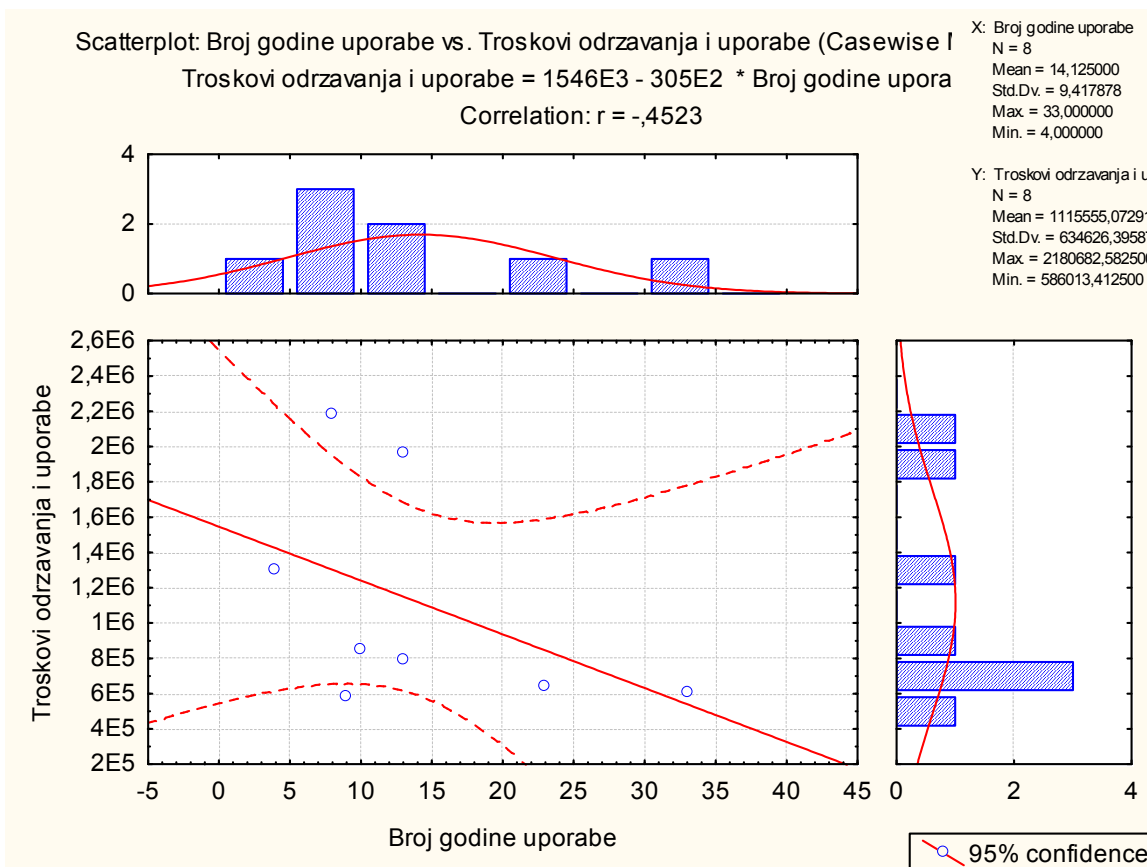 Scatterplot: Broj godine uporabe vs. Troskovi odrzavanja i uporabe (Casewise
Troskovi odrzavanja i uporabe = 1546E3 - 305E2 * Broj godine upora
Correlation: r = -,4523
X: Broj godine uporabe
N = 8
Mean = 14,125000
Std.Dv. = 9,417878
Max. = 33,000000
Min. = 4,000000
Y: Troskovi odrzavanja i u
N = 8
Mean = 1115555,07291
Std.Dv. = 634626,39587
Max. = 2180682,582500
Min. = 586013,412500
4
2
0
2,6E6
2,4E6
2,2E6
2E6
1,8E6
1,6E6
1,4E6
1,2E6
1E6
8E5
6E5
4E5
2E5
Troskovi odrzavanja i uporabe
-5 0 5 10 15 20 25 30 35 40 45
Broj godine uporabe
0 2 4
95% confidence